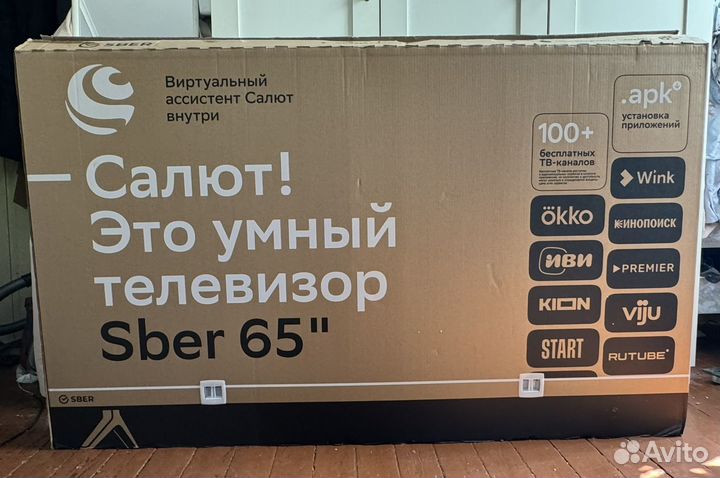 SBER
Виртуальный
ассистент Салют
внутри
.apk
установка
приложений
100+
бесплатных
ТВ-каналов
Салют!
Это умный
телевизор
Sber 65"
Wink
ökko
КИНОПОИСК
иви
PREMIER
KION
viju
START
RUTUBE
SBER
Avito